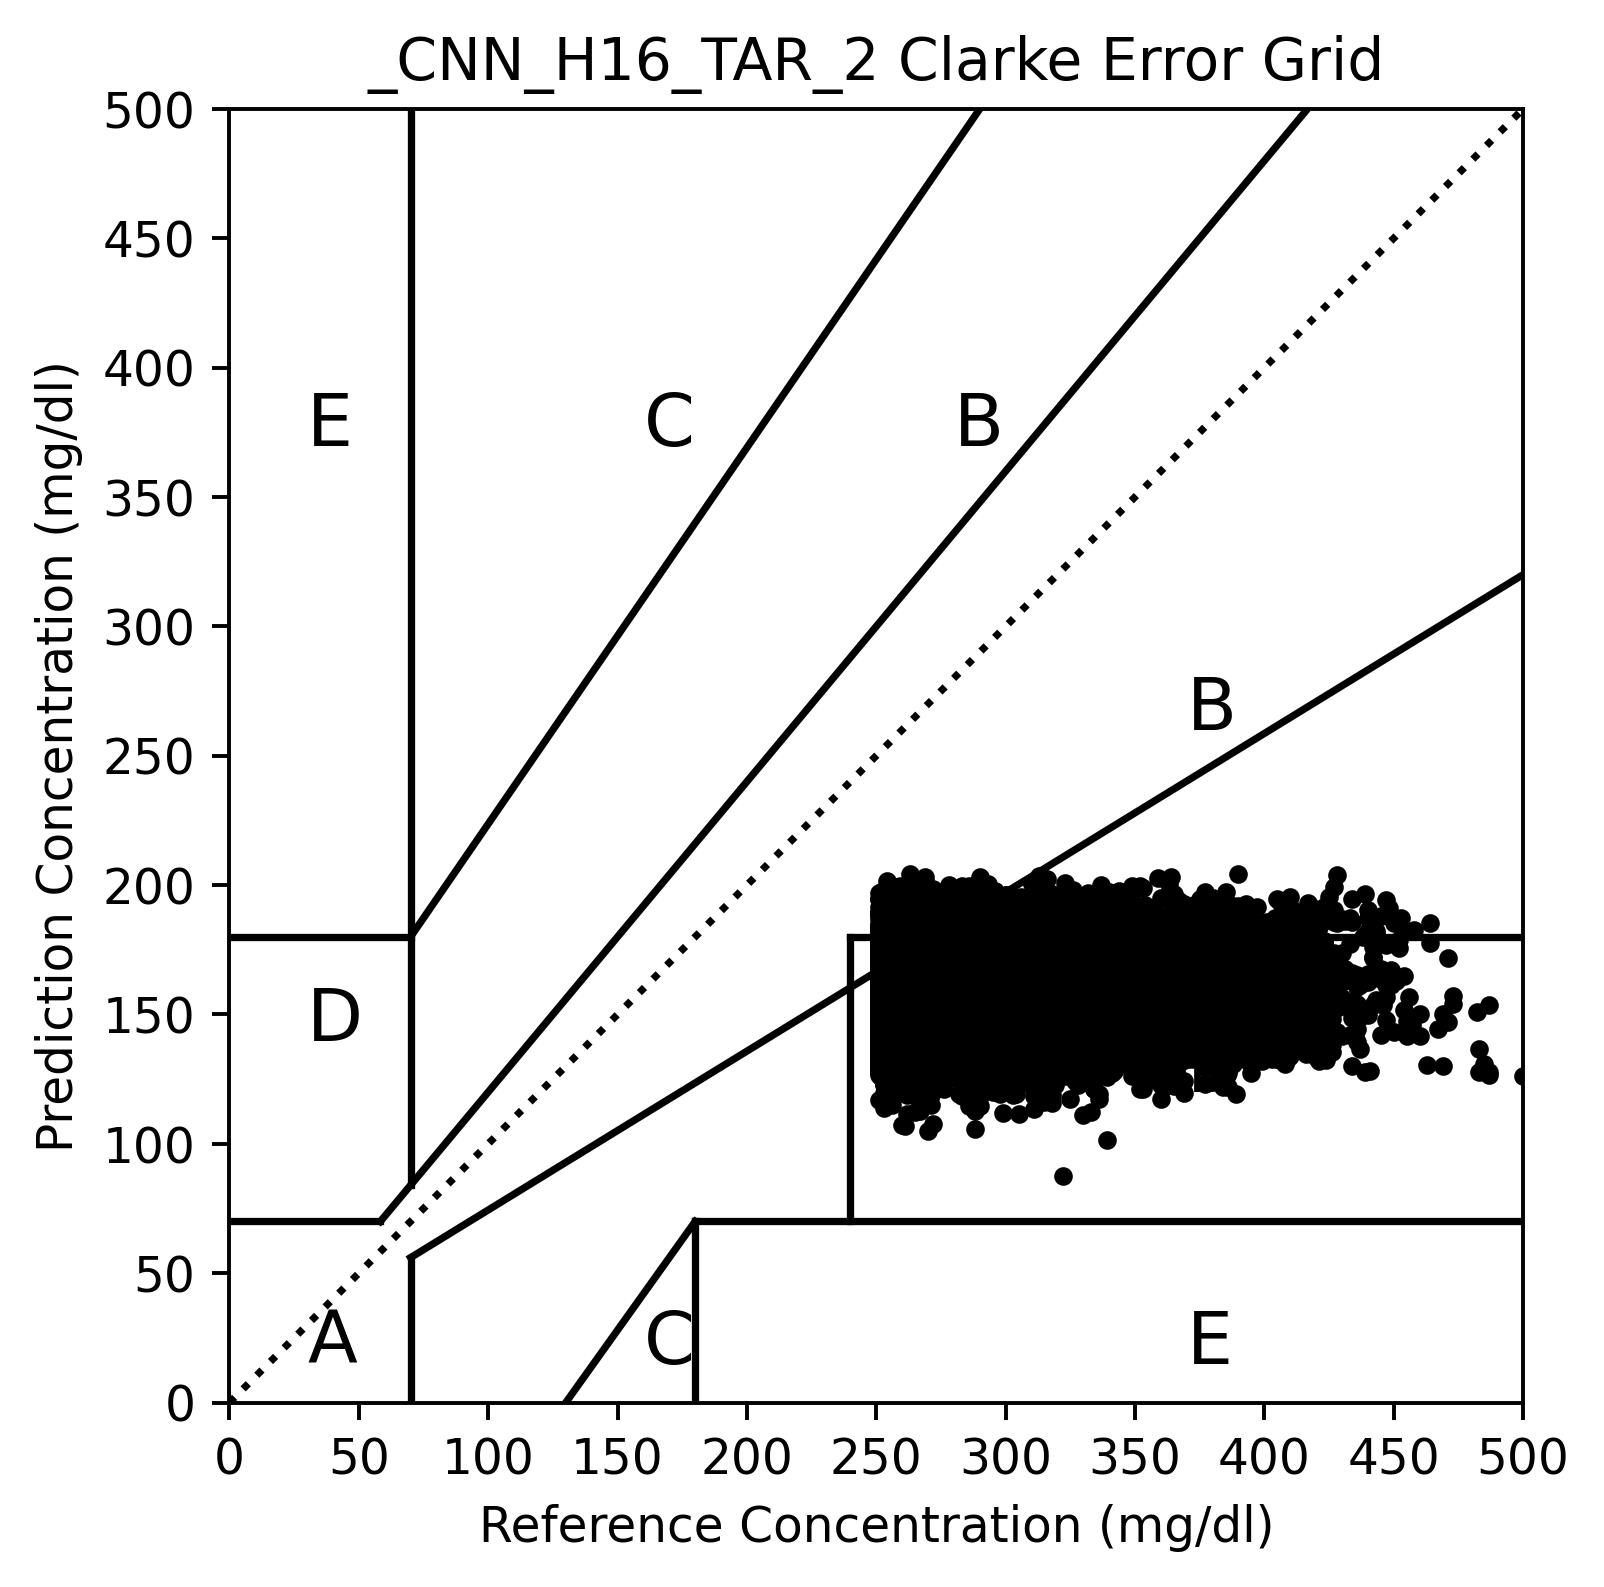 _CNN_H16_TAR_2 Clarke Error Grid
500
450
400
350
300
250
200
150
100
50
0
Prediction Concentration (mg/dl)
E
C
B
B
D
A
C
E
0 50 100 150 200 250 300 350 400 450 500
Reference Concentration (mg/dl)